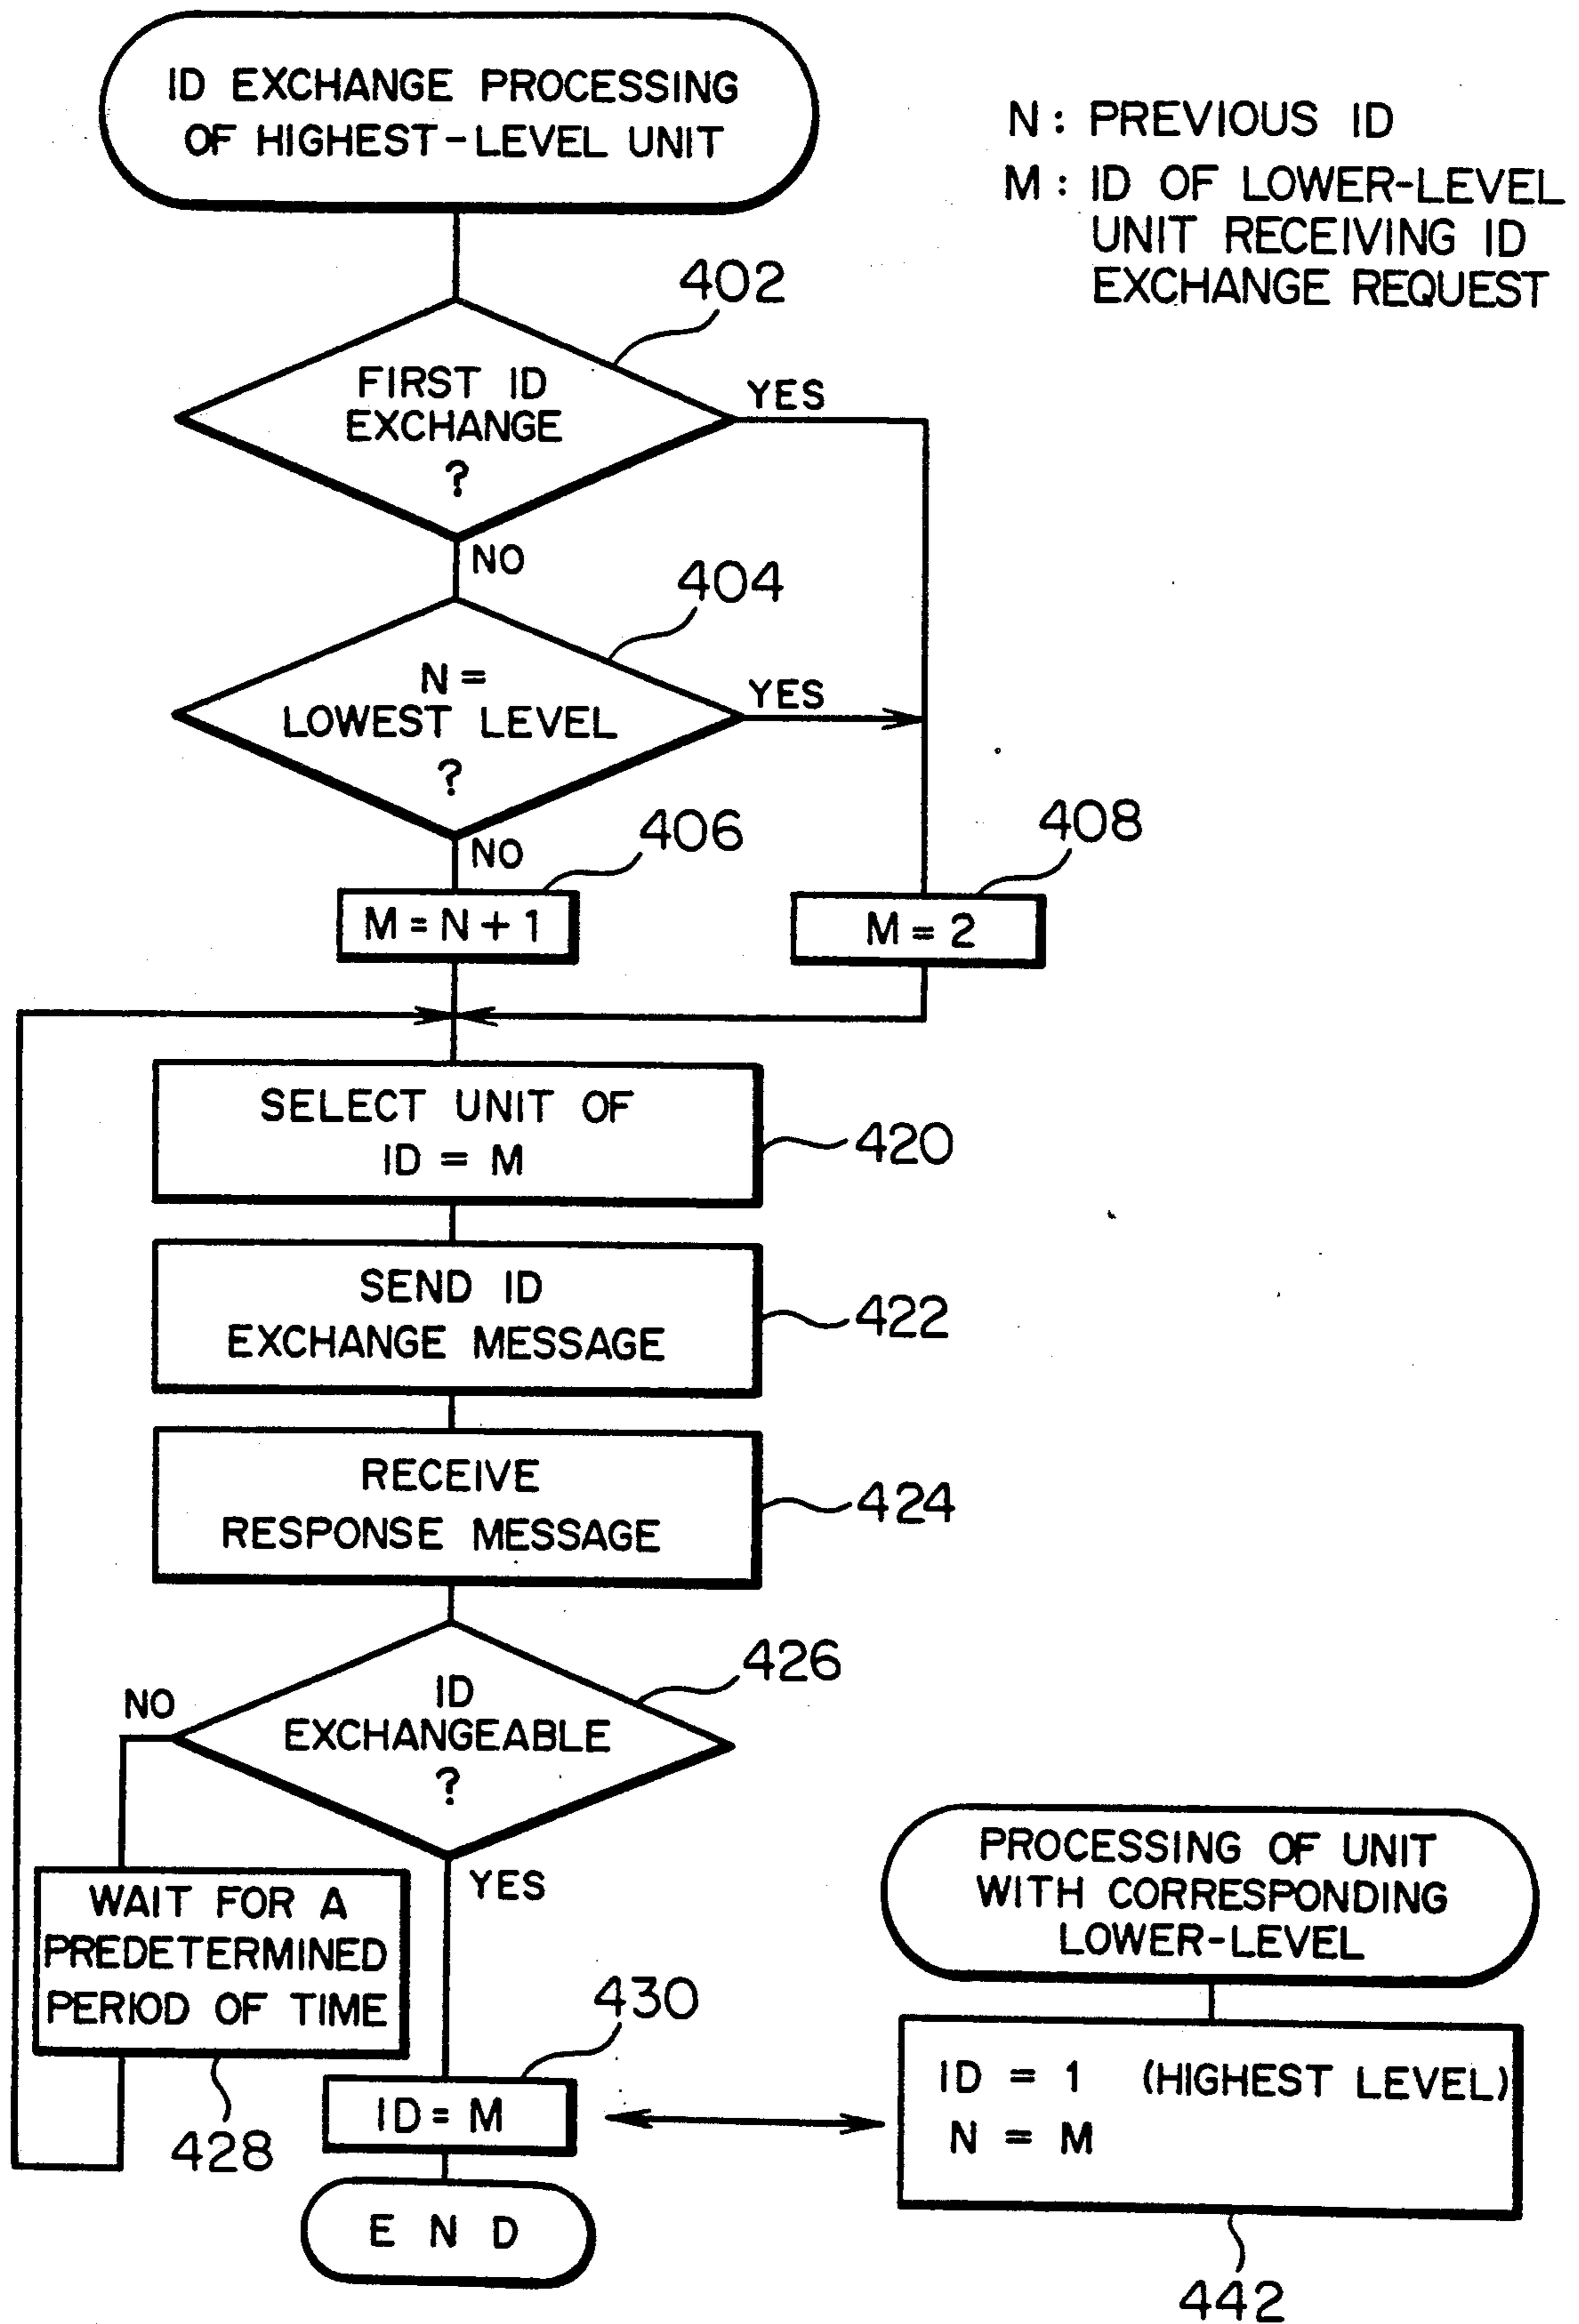 ID EXCHANGE PROCESSING
OF HIGHEST-LEVEL UNIT
N: PREVIOUS ID
M: ID OF LOWER-LEVEL
UNIT RECEIVING ID
EXCHANGE REQUEST
402
FIRST ID
EXCHANGE
?
YES
NO
404
N =
LOWEST LEVEL
?
YES
NO
406
M = N + 1
408
M = 2
SELECT UNIT OF
ID = M
420
SEND ID
EXCHANGE MESSAGE
422
RECEIVE
RESPONSE MESSAGE
424
426
ID
EXCHANGEABLE
?
NO
YES
WAIT FOR A
PREDETERMINED
PERIOD OF TIME
428
430
ID = M
END
PROCESSING OF UNIT
WITH CORRESPONDING
LOWER-LEVEL
ID = 1 (HIGHEST LEVEL)
N = M
442